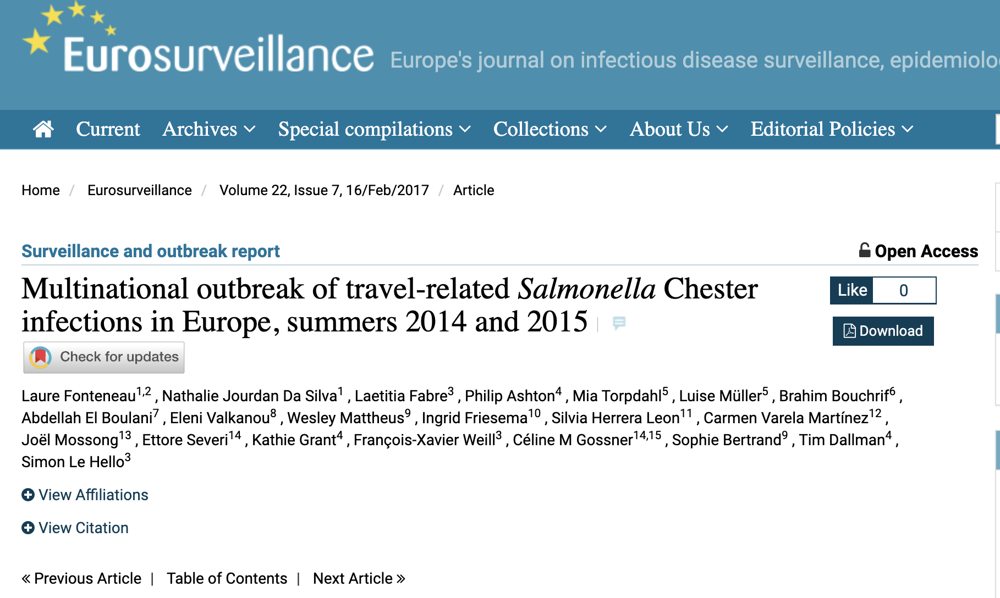 Eurosurveillance Europe's journal on infectious disease surveillance,
Current Archives Special compilations Collections About Us Editorial Policies
Home / Eurosurveillance / Volume 22, Issue 7, 16/Feb/2017 / Article
Surveillance and outbreak report Open Access
Multinational outbreak of travel-related Salmonella Chester
infections in Europe, summers 2014 and 2015 |
Like 0
Download
Check for updates
Laure Fonteneau1,2 , Nathalie Jourdan Da Silva1 , Laetitia Fabre3 , Philip Ashton4 , Mia Torpdahl5 , Luise Müller5 , Brahim Bouchrif6 ,
Abdellah El Boulani7 , Eleni Valkanou8 , Wesley Mattheus9 , Ingrid Friesema10 , Silvia Herrera Leon11 , Carmen Varela Martínez12 ,
Joël Mossong13 , Ettore Severi14 , Kathie Grant4 , François-Xavier Weill3 , Céline M Gossner14,15 , Sophie Bertrand9 , Tim Dallman4 ,
Simon Le Hello3
View Affiliations
View Citation
« Previous Article | Table of Contents | Next Article »